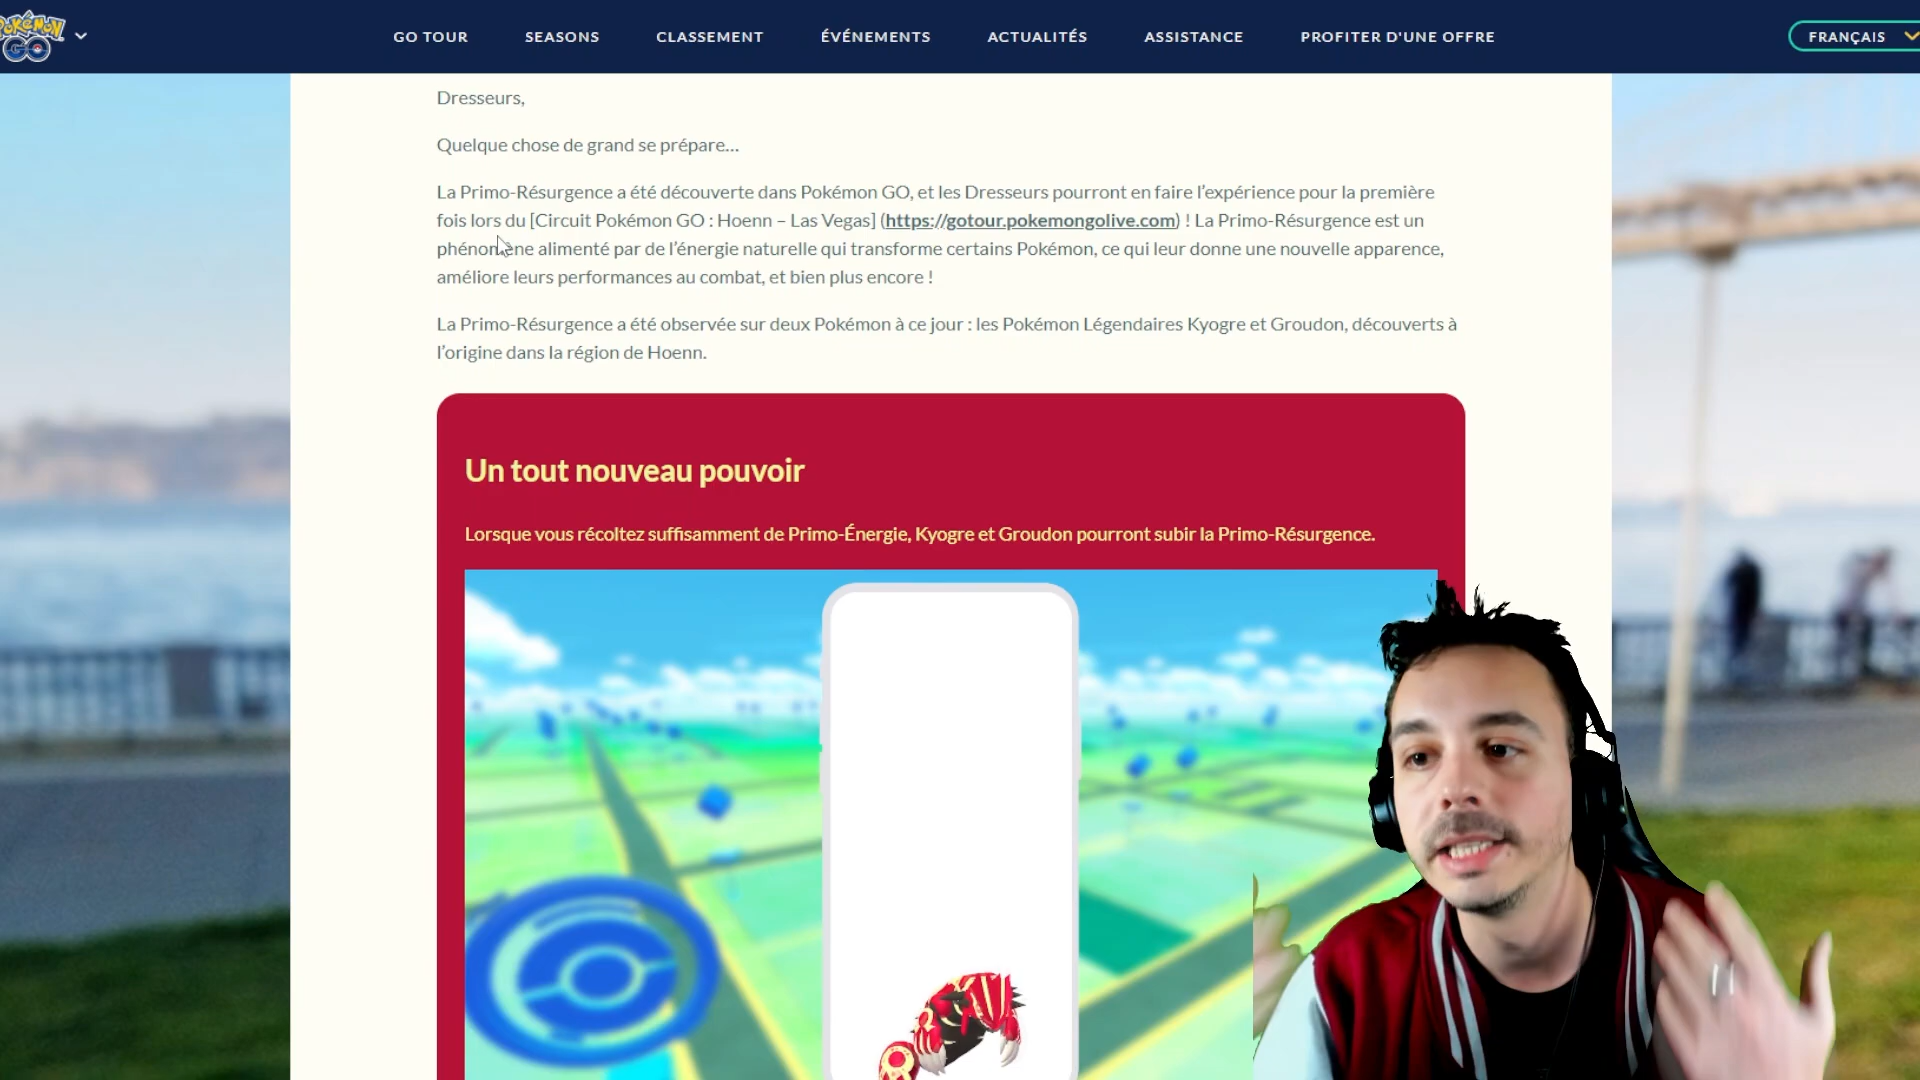 POKÉMON
GO
GO TOUR
SEASONS
CLASSEMENT
ÉVÉNEMENTS
ACTUALITÉS
ASSISTANCE
PROFITER D'UNE OFFRE
FRANÇAIS
Dresseurs,
Quelque chose de grand se prépare…
La Primo-Résurgence a été découverte dans Pokémon GO, et les Dresseurs pourront en faire l’expérience pour la première
fois lors du [Circuit Pokémon GO : Hoenn – Las Vegas] (https://gotour.pokemongolive.com) ! La Primo-Résurgence est un
phénomène alimenté par de l’énergie naturelle qui transforme certains Pokémon, ce qui leur donne une nouvelle apparence,
améliore leurs performances au combat, et bien plus encore !
La Primo-Résurgence a été observée sur deux Pokémon à ce jour : les Pokémon Légendaires Kyogre et Groudon, découverts à
l’origine dans la région de Hoenn.
Un tout nouveau pouvoir
Lorsque vous récoltez suffisamment de Primo-Énergie, Kyogre et Groudon pourront subir la Primo-Résurgence.